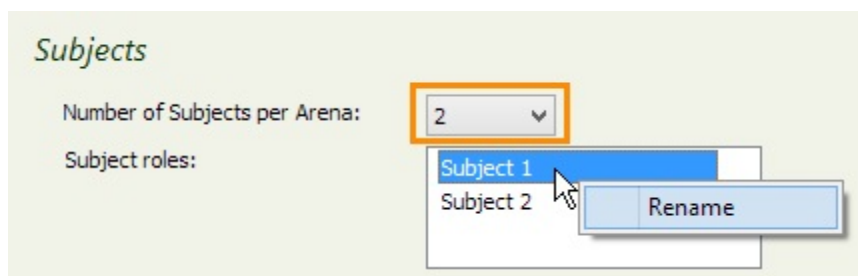 Subjects
Number of Subjects per Arena: 2
Subject roles:
Subject 1
Subject 2
Rename